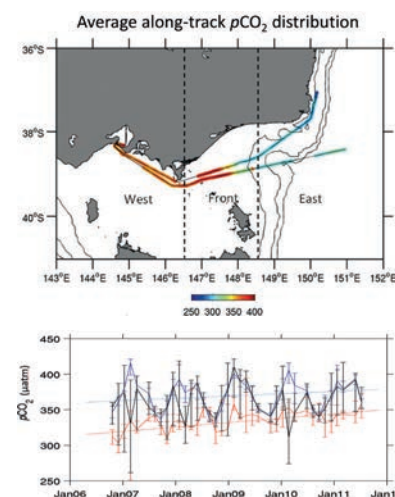 Average along-track pCO₂ distribution
36°S
38°S
40°S
West
Front
East
143°E 144°E 145°E 146°E 147°E 148°E 149°E 150°E 151°E 152°E
250 300 350 400
450
400
350
300
250
pCO₂ (µatm)
Jan06 Jan07 Jan08 Jan09 Jan10 Jan11 Jan12